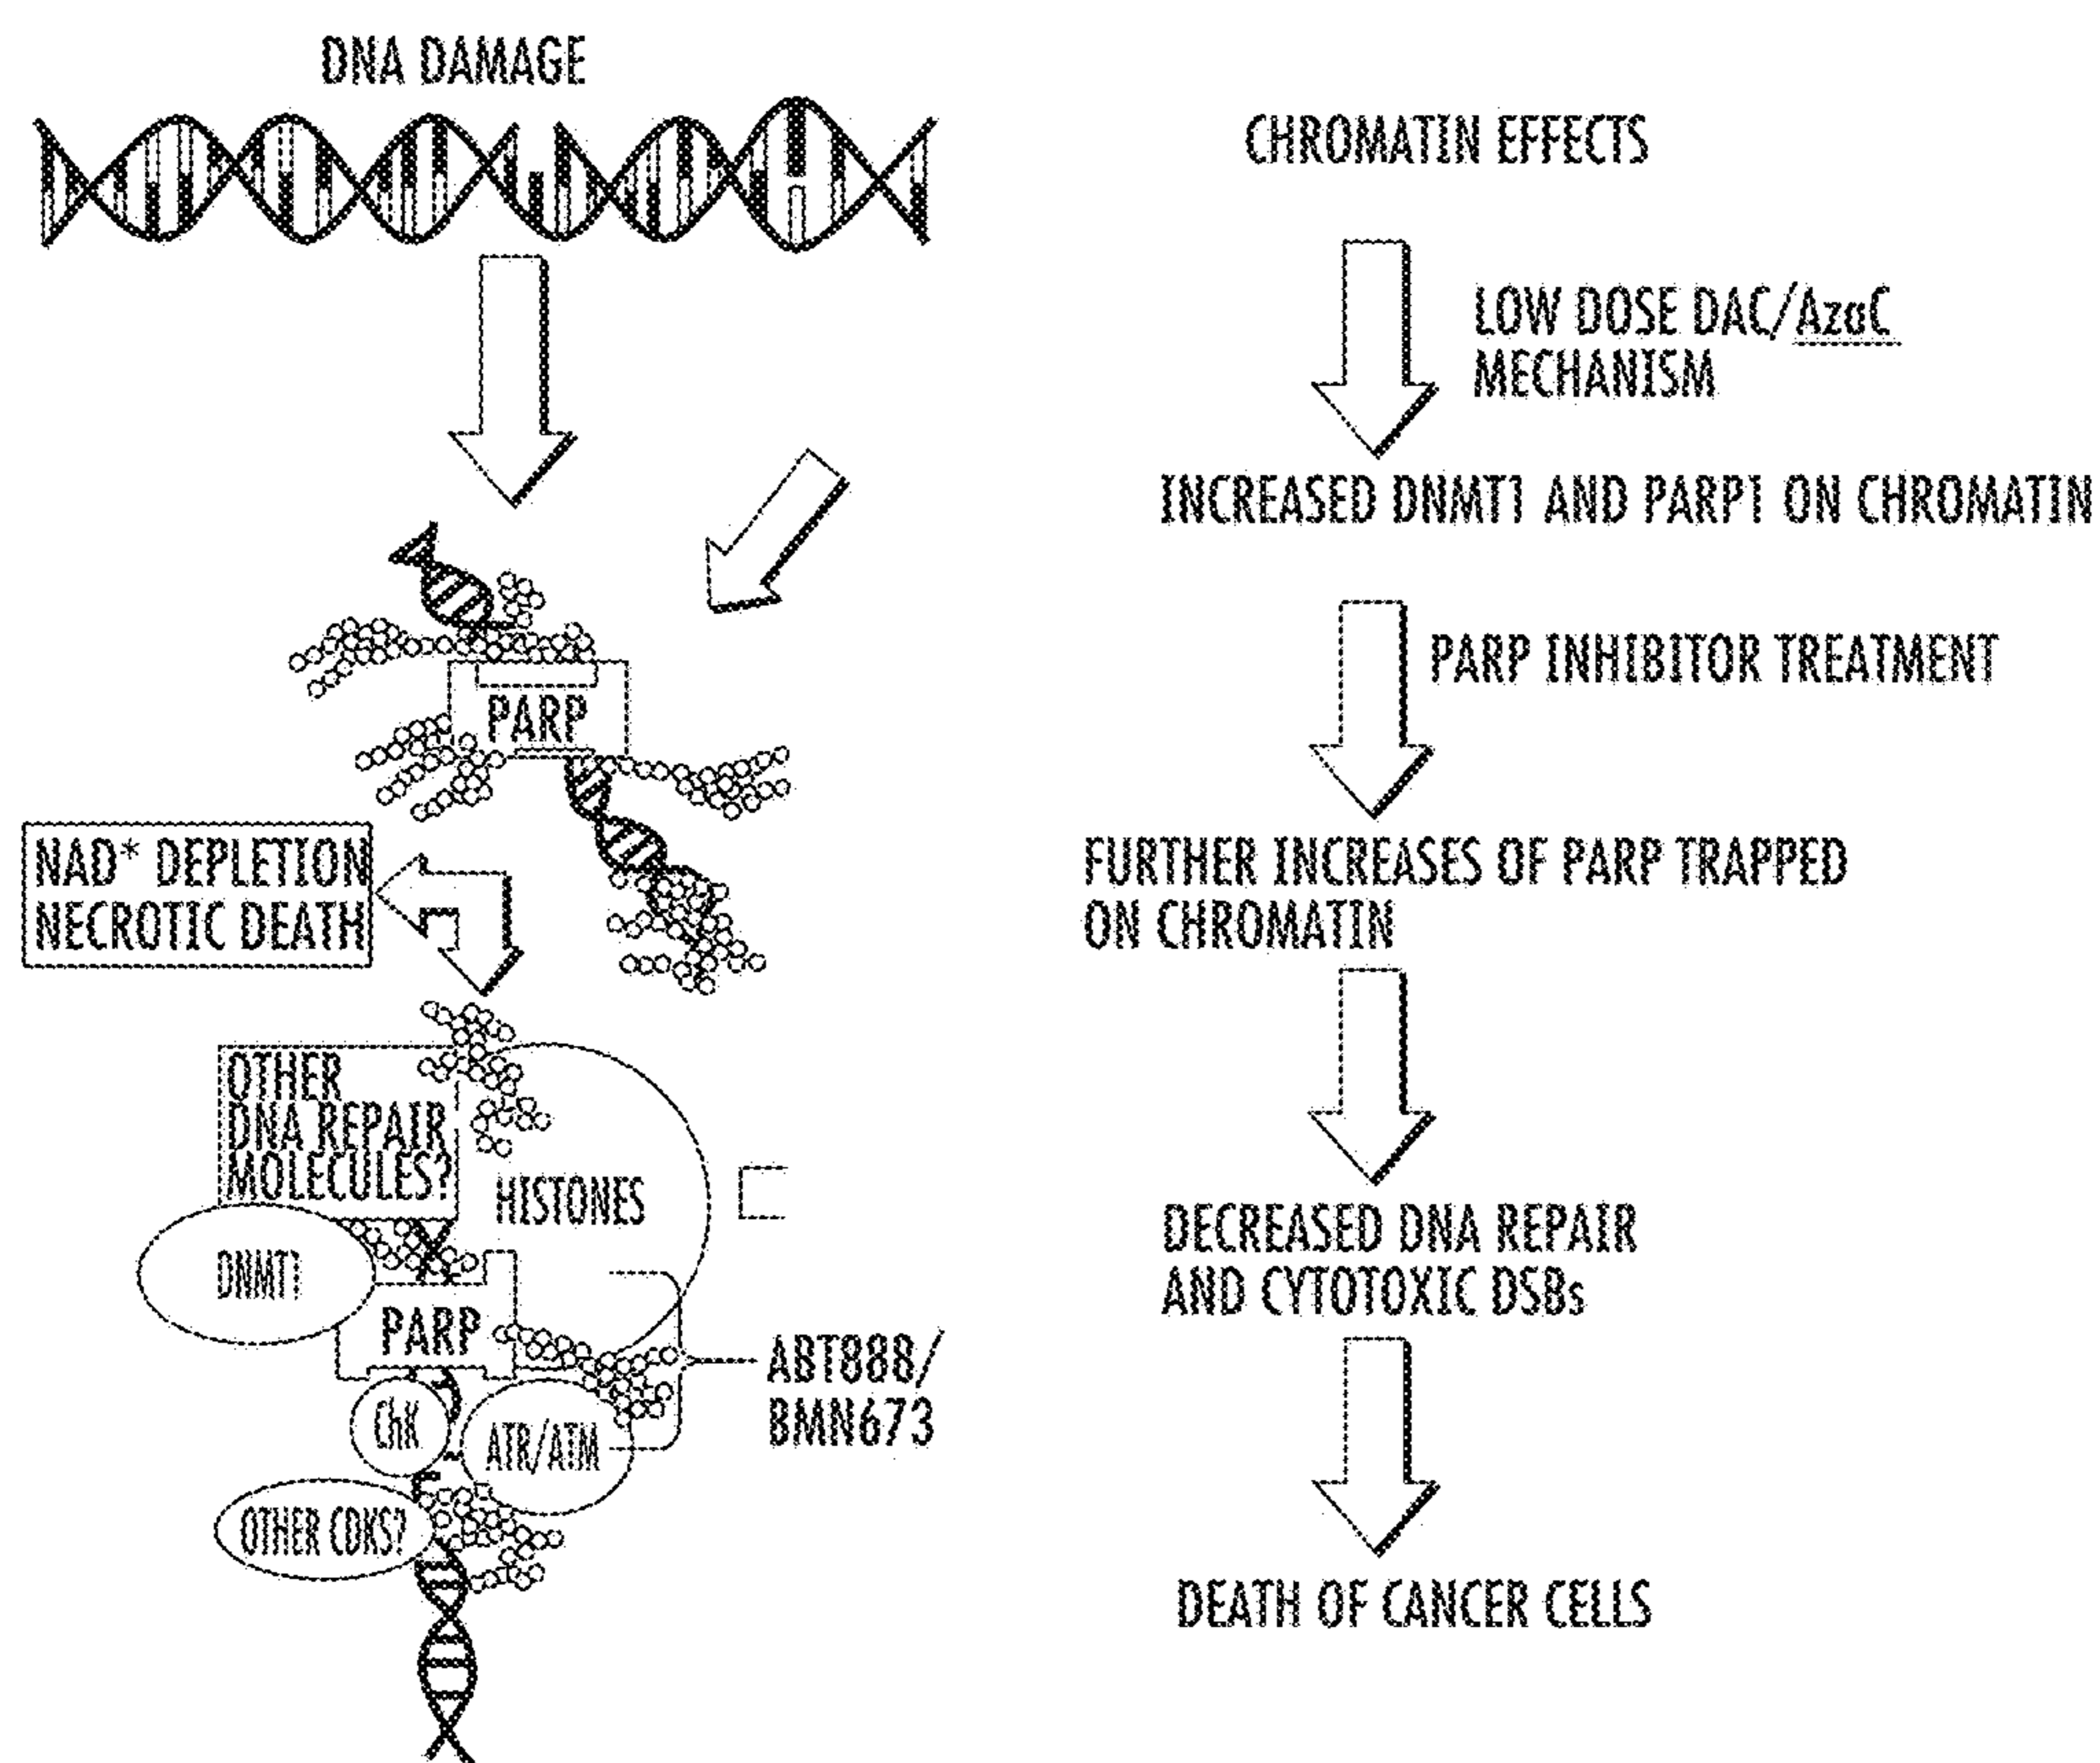 DNA DAMAGE
PARP
NAD* DEPLETION
NECROTIC DEATH
OTHER
DNA REPAIR
MOLECULES?
HISTONES
DNMT1
PARP
ChK
ATR/ATM
OTHER CDKS?
ABT888/
BMN673
CHROMATIN EFFECTS
LOW DOSE DAC/AzaC
MECHANISM
INCREASED DNMT1 AND PARP1 ON CHROMATIN
PARP INHIBITOR TREATMENT
FURTHER INCREASES OF PARP TRAPPED
ON CHROMATIN
DECREASED DNA REPAIR
AND CYTOTOXIC DSBs
DEATH OF CANCER CELLS